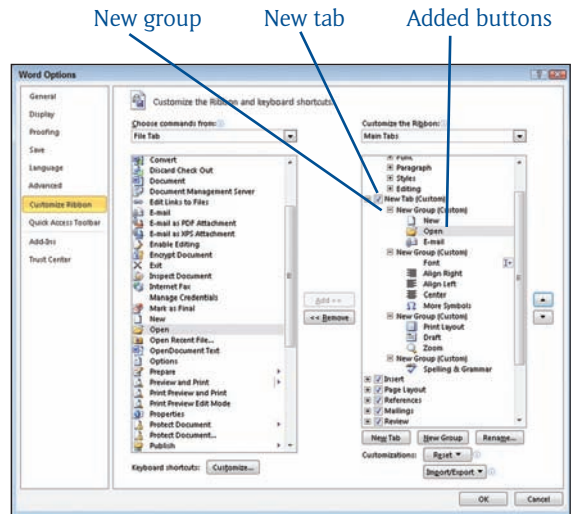 New group New tab Added buttons
Word Options
General
Display
Proofing
Save
Language
Advanced
Customize Ribbon
Quick Access Toolbar
Add-Ins
Trust Center
Customize the Ribbon and keyboard shortcuts.
Choose commands from:
File Tab
Convert
Discard Check Out
Document
Document Management Server
Edit Links to Files
E-mail
E-mail as PDF Attachment
E-mail as XPS Attachment
Enable Editing
Encrypt Document
Exit
Inspect Document
Internet Fax
Manage Credentials
Mark as Final
New
Open
Open Recent File...
OpenDocument Text
Options
Prepare
Preview and Print
Print Preview and Print
Print Preview Edit Mode
Properties
Protect Document
Protect Document...
Publish
Keyboard shortcuts: Customize...
Add >>
<< Remove
Customize the Ribbon:
Main Tabs
Font
Paragraph
Styles
Editing
New Tab (Custom)
New Group (Custom)
New
Open
E-mail
New Group (Custom)
Font
Align Right
Align Left
Center
More Symbols
New Group (Custom)
Print Layout
Draft
Zoom
New Group (Custom)
Spelling & Grammar
Insert
Page Layout
References
Mailings
Review
New Tab New Group Rename...
Customizations: Reset
Import/Export
OK Cancel